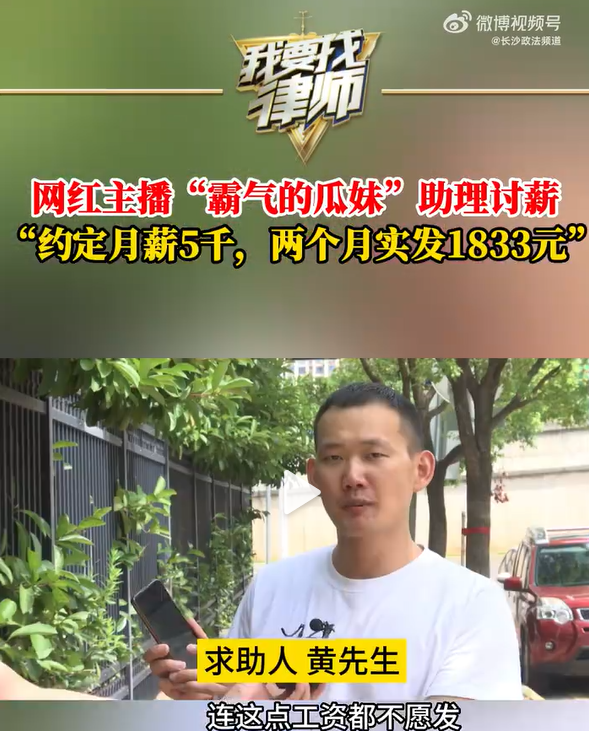 微博视频号
@长沙政法频道
我要找
律师
网红主播“霸气的瓜妹”助理讨薪
“约定月薪5千，两个月实发1833元”
求助人 黄先生
连这点工资都不愿发